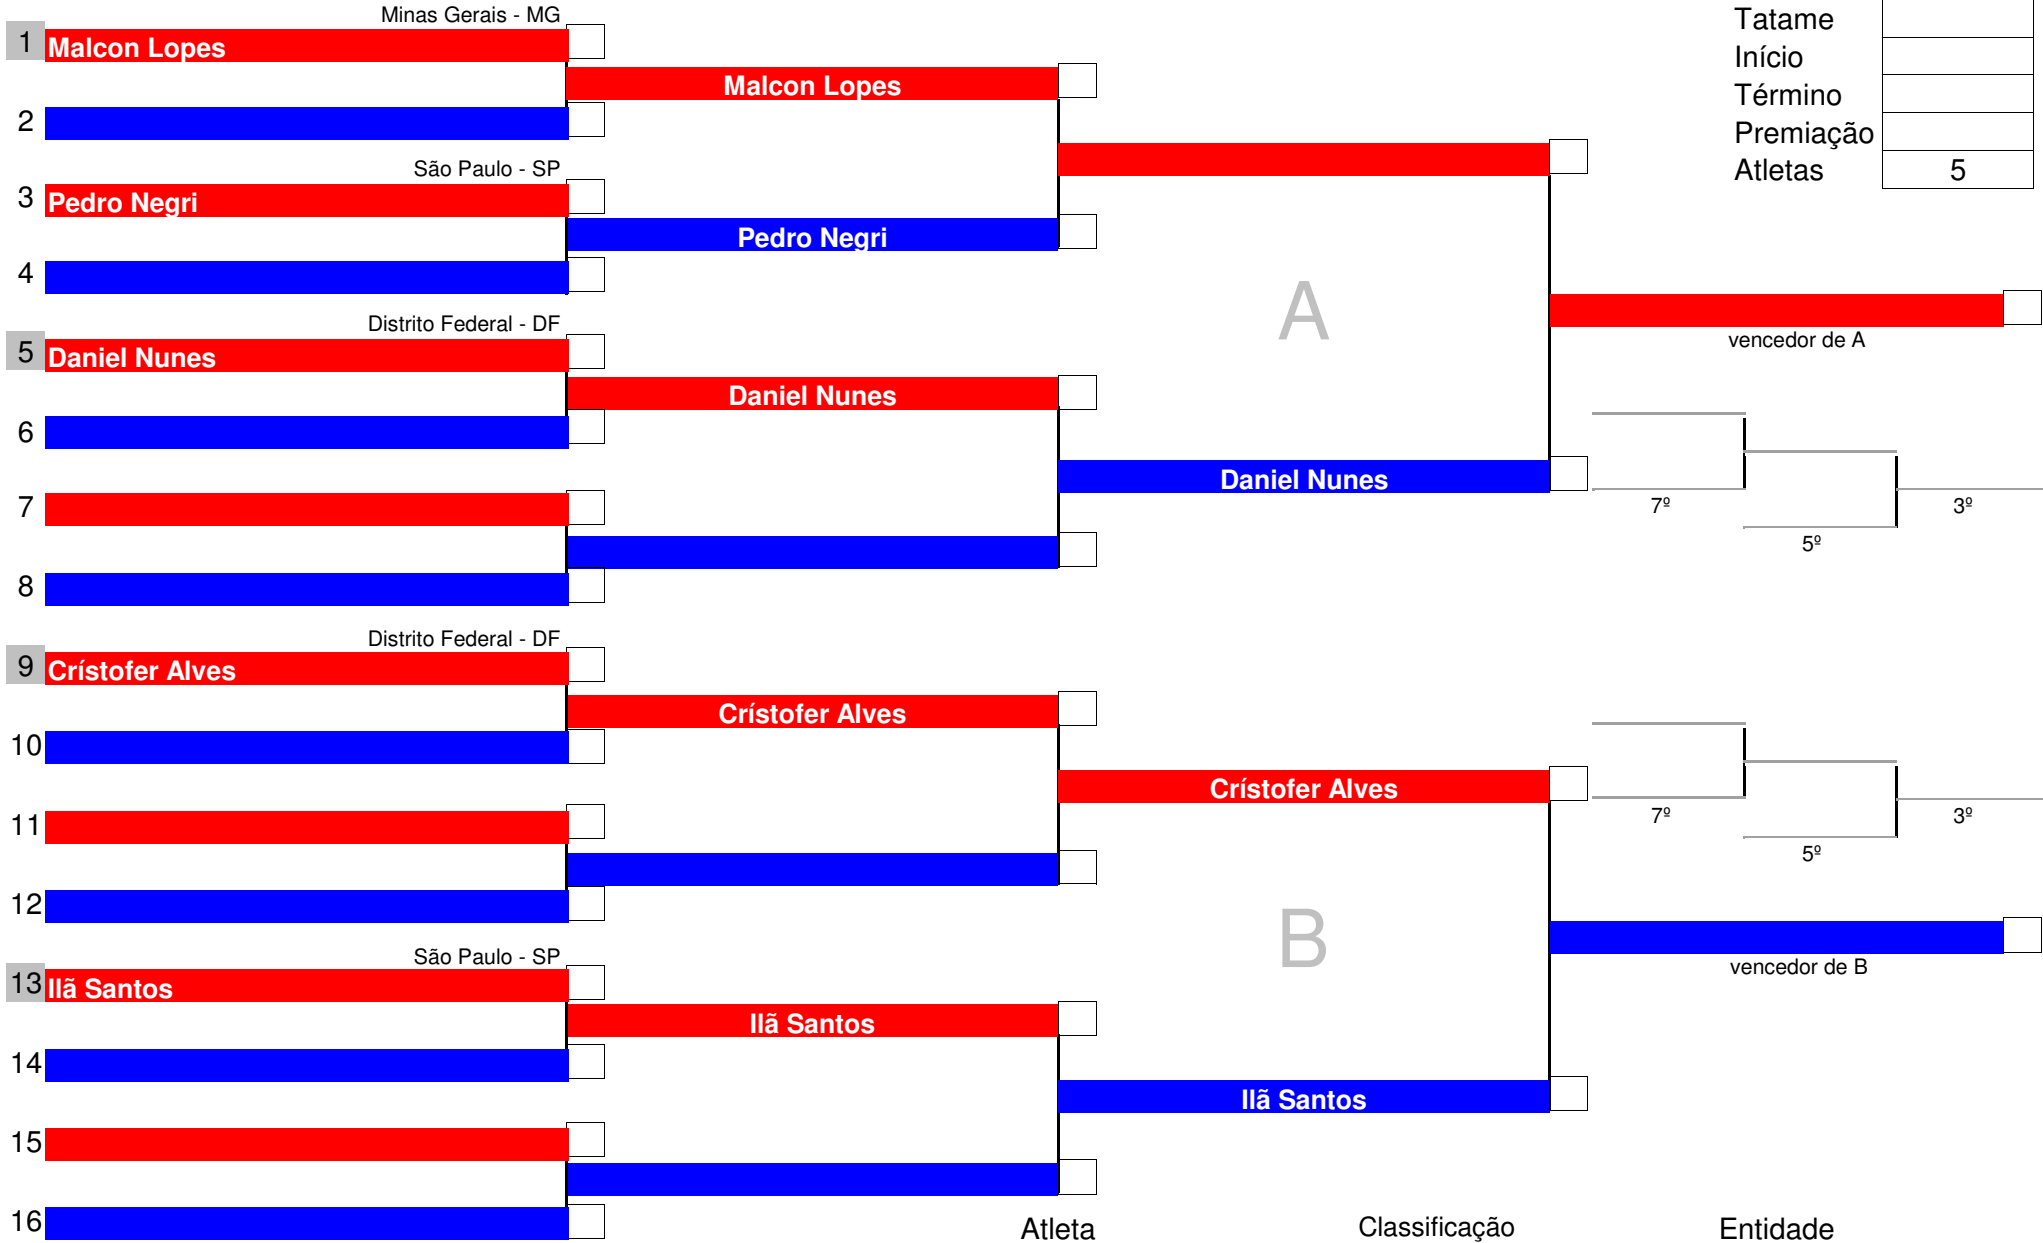 Minas Gerais - MG
1 Malcon Lopes
Malcon Lopes
2
São Paulo - SP
3 Pedro Negri
Pedro Negri
4
Distrito Federal - DF
5 Daniel Nunes
Daniel Nunes
6
Daniel Nunes
7
8
A
Distrito Federal - DF
9 Crístofer Alves
Crístofer Alves
10
Crístofer Alves
11
12
B
São Paulo - SP
13 Ilã Santos
Ilã Santos
14
Ilã Santos
15
16
Tatame
Início
Término
Premiação
Atletas 5
vencedor de A
7º
3º
5º
7º
3º
5º
vencedor de B
Atleta Classificação Entidade